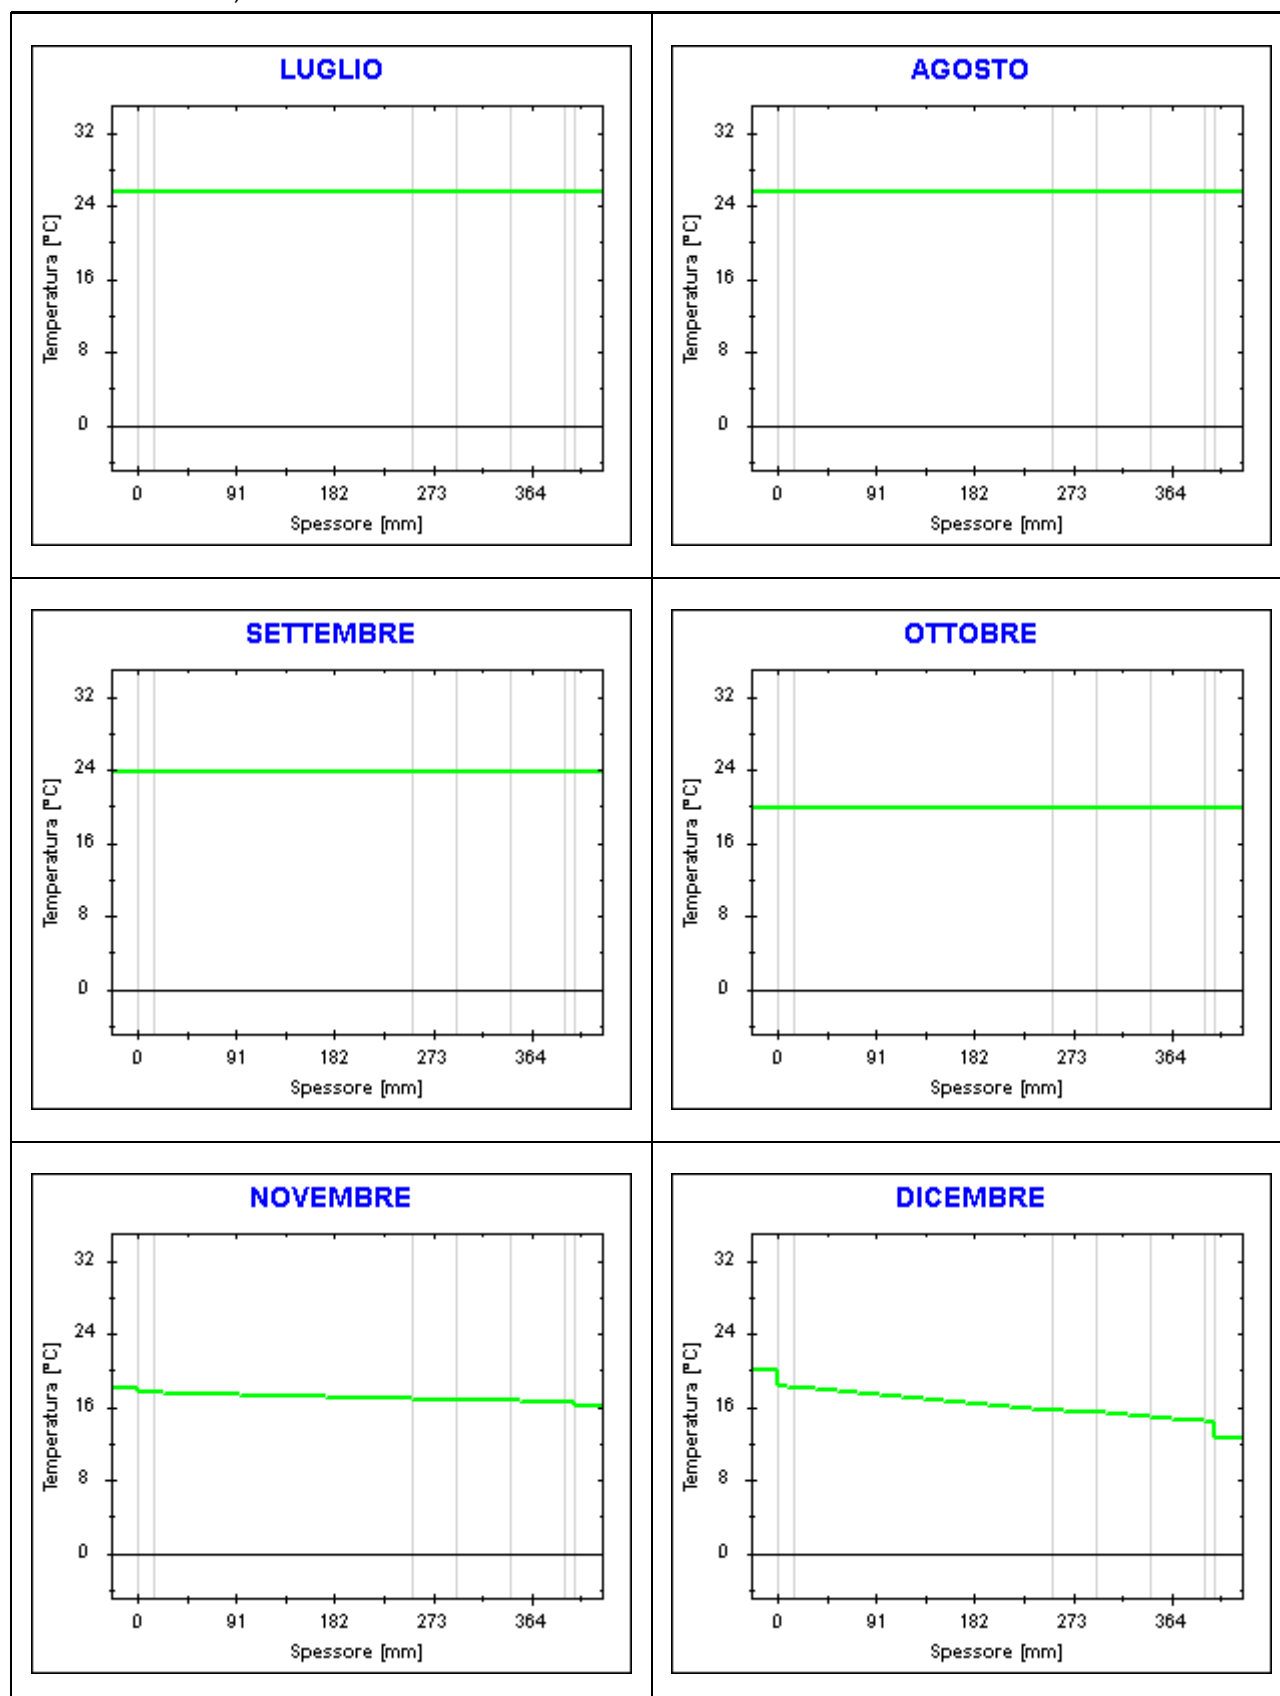 LUGLIO
32
24
16
8
0
Temperatura [°C]
0 91 182 273 364
Spessore [mm]
AGOSTO
32
24
16
8
0
Temperatura [°C]
0 91 182 273 364
Spessore [mm]
SETTEMBRE
32
24
16
8
0
Temperatura [°C]
0 91 182 273 364
Spessore [mm]
OTTOBRE
32
24
16
8
0
Temperatura [°C]
0 91 182 273 364
Spessore [mm]
NOVEMBRE
32
24
16
8
0
Temperatura [°C]
0 91 182 273 364
Spessore [mm]
DICEMBRE
32
24
16
8
0
Temperatura [°C]
0 91 182 273 364
Spessore [mm]